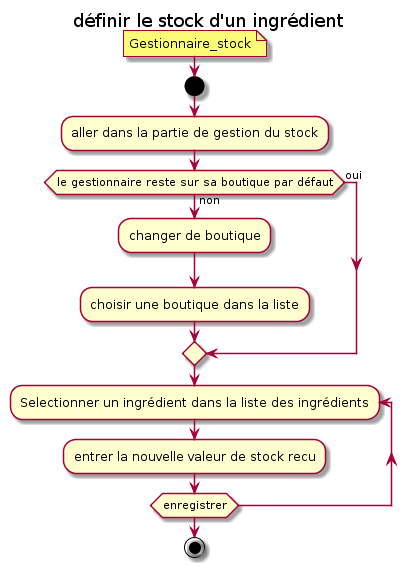 définir le stock d'un ingrédient
Gestionnaire_stock
aller dans la partie de gestion du stock
le gestionnaire reste sur sa boutique par défaut
oui
non
changer de boutique
choisir une boutique dans la liste
Selectionner un ingrédient dans la liste des ingrédients
entrer la nouvelle valeur de stock recu
enregistrer